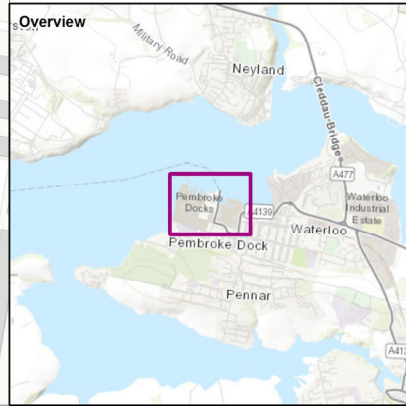 Overview
Military Road
Neyland
Cleddau Bridge
A477
Pembroke
Docks
A4139
Waterloo
Industrial
Estate
Waterloo
Pembroke Dock
Pennar